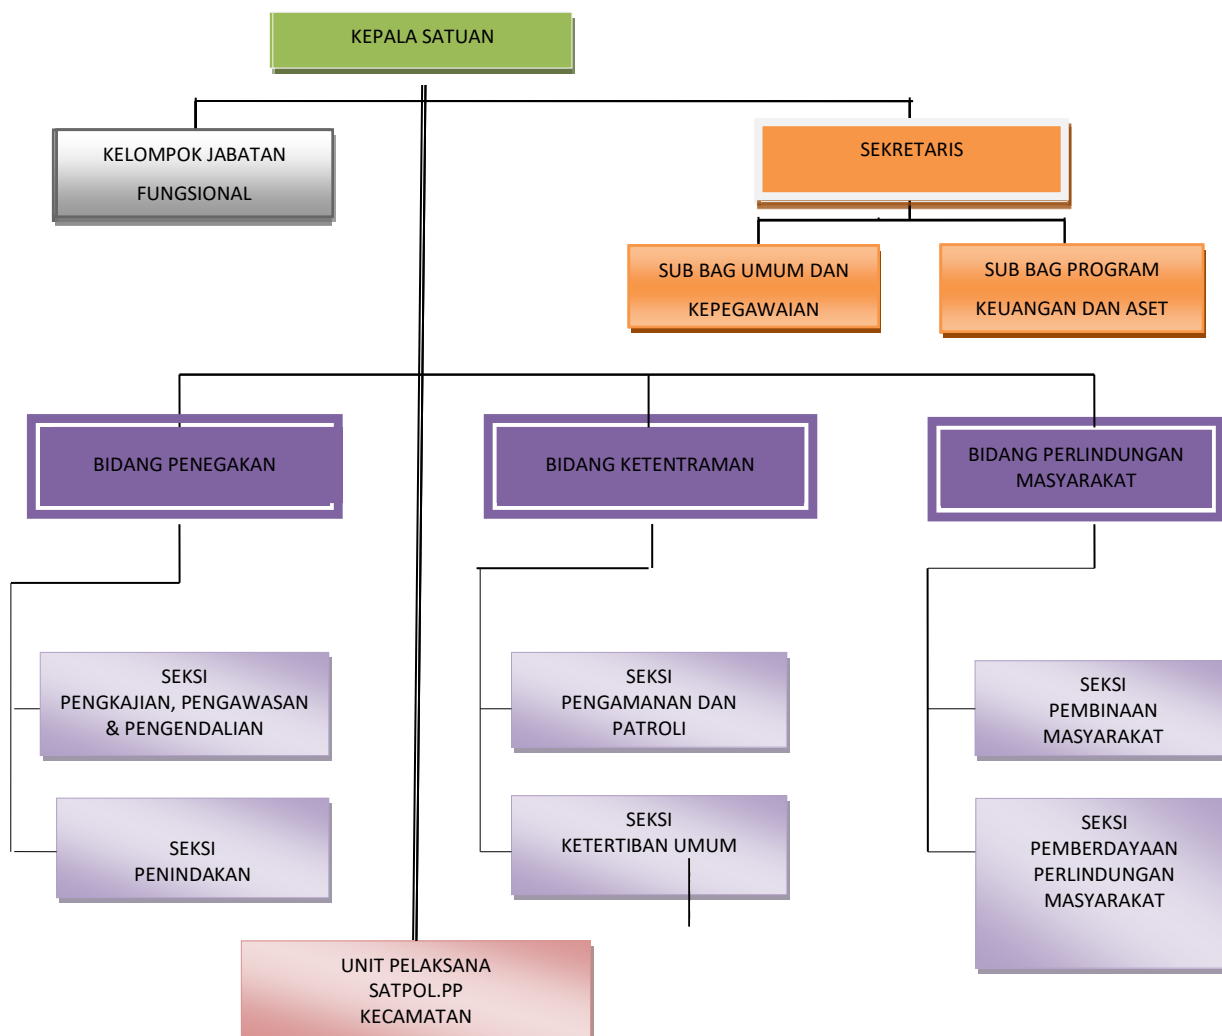 KEPALA SATUAN
KELOMPOK JABATAN
FUNGSIONAL
SEKRETARIS
SUB BAG UMUM DAN
KEPEGAWAIAN
SUB BAG PROGRAM
KEUANGAN DAN ASET
BIDANG PENEGAKAN
BIDANG KETENTRAMAN
BIDANG PERLINDUNGAN
MASYARAKAT
SEKSI
PENGKAJIAN, PENGAWASAN
& PENGENDALIAN
SEKSI
PENGAMANAN DAN
PATROLI
SEKSI
PEMBINAAN
MASYARAKAT
SEKSI
PENINDAKAN
SEKSI
KETERTIBAN UMUM
SEKSI
PEMBERDAYAAN
PERLINDUNGAN
MASYARAKAT
UNIT PELAKSANA
SATPOL.PP
KECAMATAN